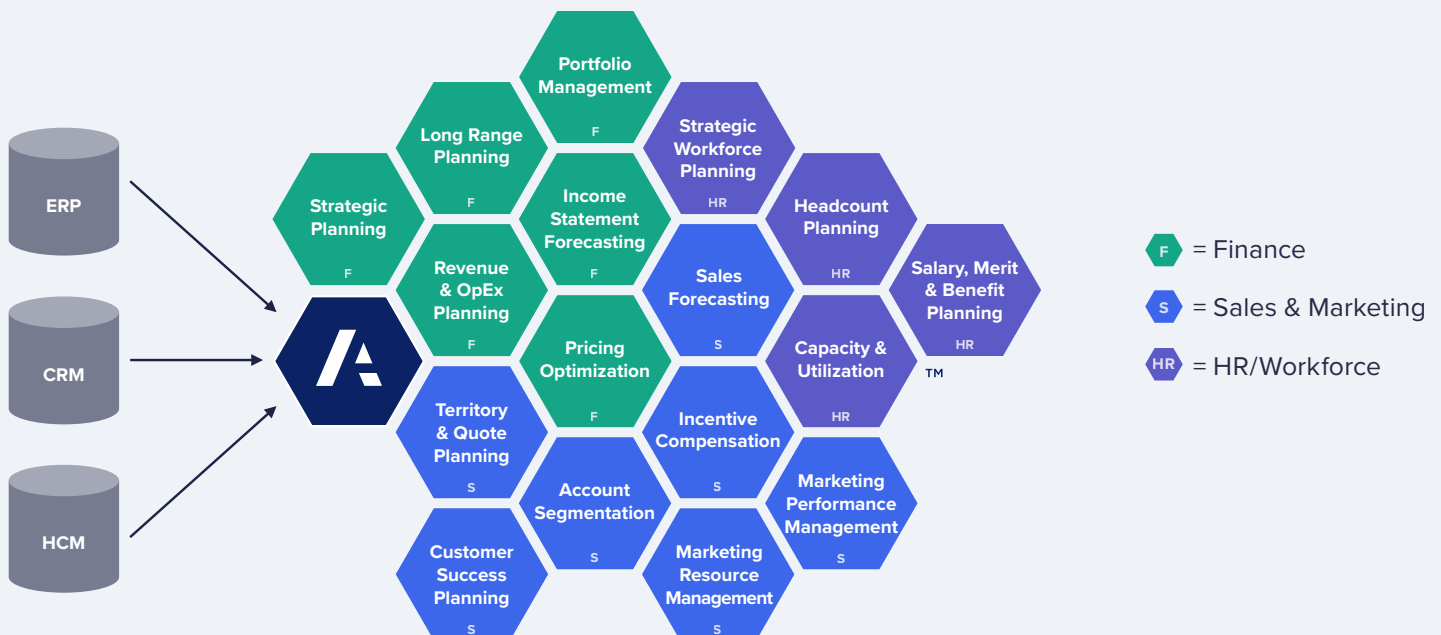 ERP
CRM
HCM
Portfolio
Management
F
Long Range
Planning
F
Strategic
Workforce
Planning
HR
Strategic
Planning
F
Income
Statement
Forecasting
F
Headcount
Planning
HR
Revenue
& OpEx
Planning
F
Sales
Forecasting
S
Salary, Merit
& Benefit
Planning
HR
Pricing
Optimization
F
Capacity &
Utilization
HR
TM
Territory
& Quote
Planning
S
Incentive
Compensation
S
Account
Segmentation
S
Marketing
Performance
Management
S
Customer
Success
Planning
S
Marketing
Resource
Management
S
F = Finance
S = Sales & Marketing
HR = HR/Workforce